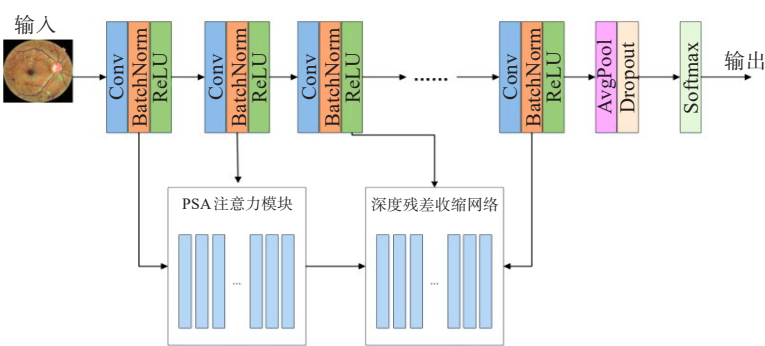 输入
Conv
BatchNorm
ReLU
Conv
BatchNorm
ReLU
Conv
BatchNorm
ReLU
......
Conv
BatchNorm
ReLU
AvgPool
Dropout
Softmax
输出
PSA注意力模块
...
深度残差收缩网络
...